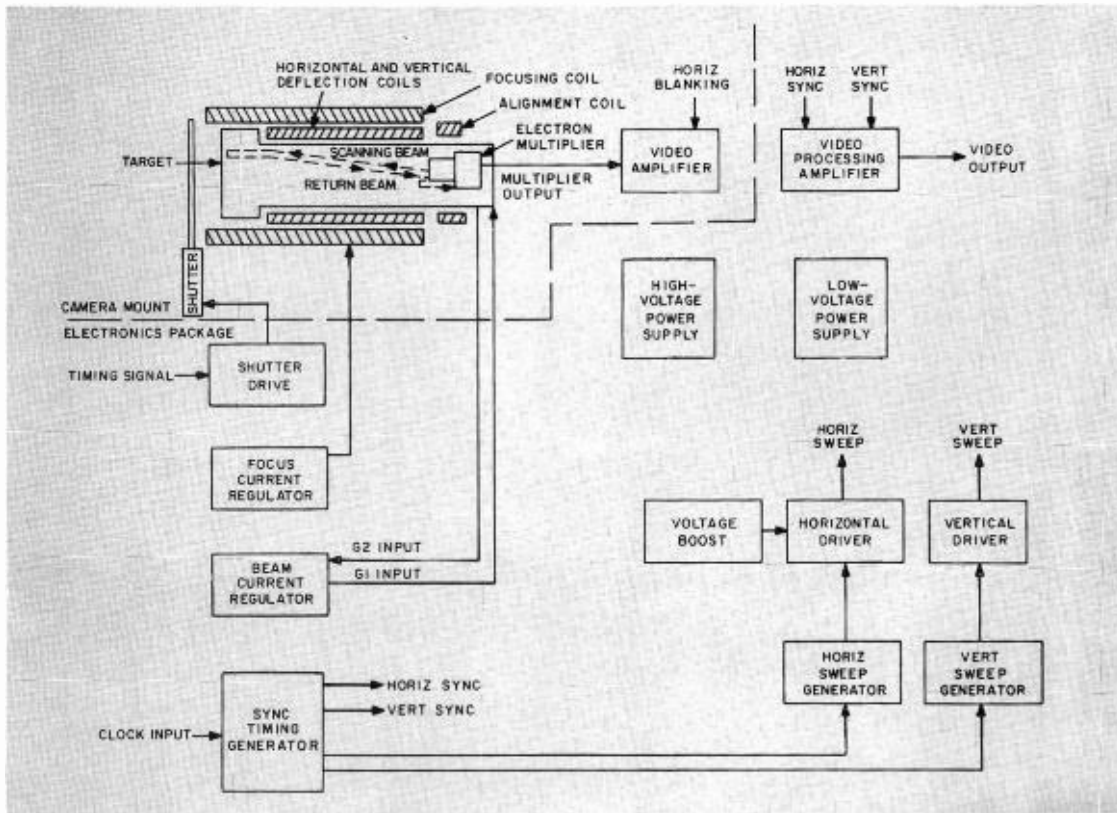 HORIZONTAL AND VERTICAL
DEFLECTION COILS
FOCUSING COIL
ALIGNMENT COIL
ELECTRON
MULTIPLIER
TARGET
SCANNING BEAM
RETURN BEAM
MULTIPLIER
OUTPUT
HORIZ
BLANKING
VIDEO
AMPLIFIER
HORIZ
SYNC
VERT
SYNC
VIDEO
PROCESSING
AMPLIFIER
VIDEO
OUTPUT
SHUTTER
CAMERA MOUNT
ELECTRONICS PACKAGE
HIGH-
VOLTAGE
POWER
SUPPLY
LOW-
VOLTAGE
POWER
SUPPLY
TIMING SIGNAL
SHUTTER
DRIVE
FOCUS
CURRENT
REGULATOR
HORIZ
SWEEP
VERT
SWEEP
VOLTAGE
BOOST
HORIZONTAL
DRIVER
VERTICAL
DRIVER
BEAM
CURRENT
REGULATOR
G2 INPUT
G1 INPUT
HORIZ
SWEEP
GENERATOR
VERT
SWEEP
GENERATOR
CLOCK INPUT
SYNC
TIMING
GENERATOR
HORIZ. SYNC
VERT SYNC